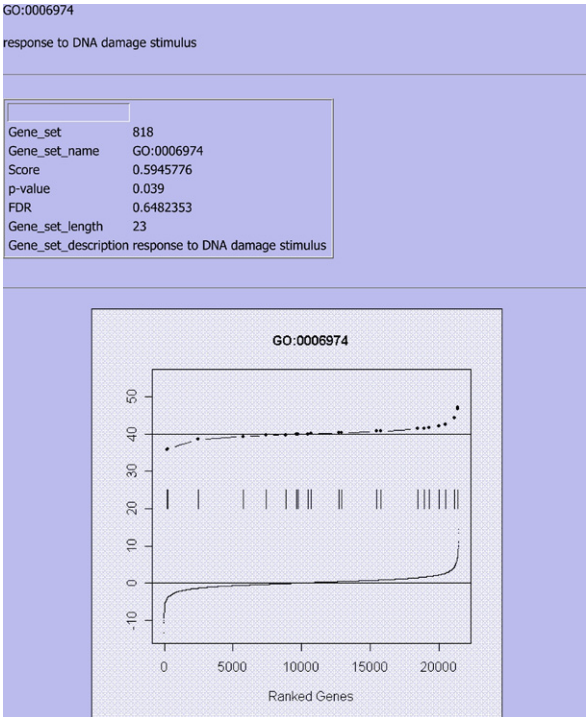 GO:0006974
response to DNA damage stimulus
Gene_set 818
Gene_set_name GO:0006974
Score 0.5945776
p-value 0.039
FDR 0.6482353
Gene_set_length 23
Gene_set_description response to DNA damage stimulus
GO:0006974
50
40
30
20
10
0
-10
0 5000 10000 15000 20000
Ranked Genes